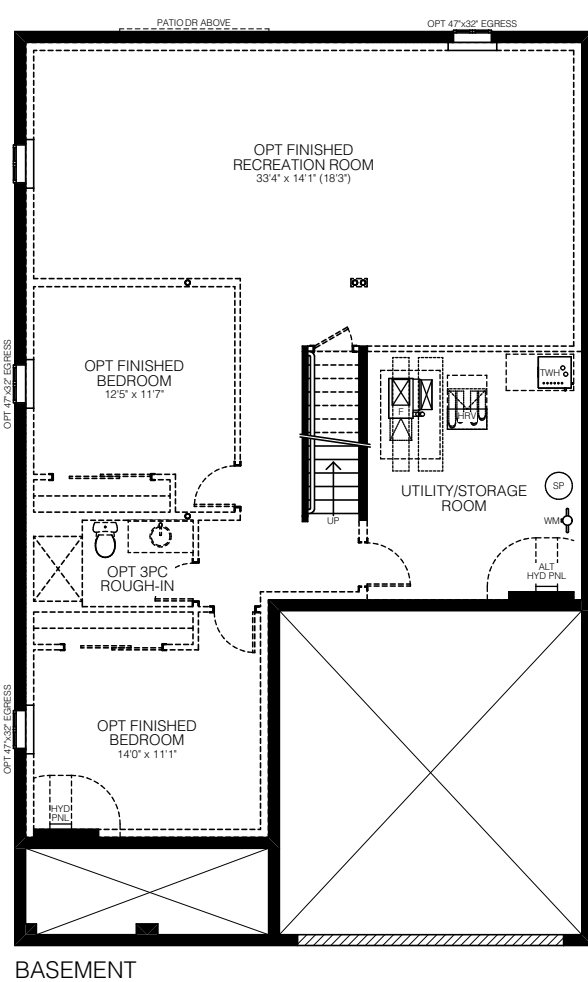 PATIO DR ABOVE
OPT 47"x32" EGRESS
OPT FINISHED
RECREATION ROOM
33'4" x 14'1" (18'3")
OPT 47"x32" EGRESS
OPT FINISHED
BEDROOM
12'5" x 11'7"
F
HRV
TWH
UTILITY/STORAGE
ROOM
SP
WM
UP
OPT 3PC
ROUGH-IN
ALT
HYD PNL
OPT 47"x32" EGRESS
OPT FINISHED
BEDROOM
14'0" x 11'1"
HYD
PNL
BASEMENT